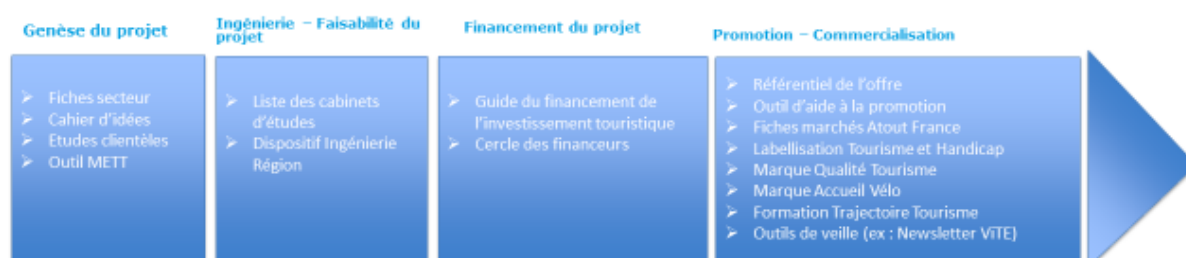 Genèse du projet
Fiches secteur
Cahier d'idées
Etudes clientèles
Outil METT
Ingénierie – Faisabilité du
projet
Liste des cabinets
d'études
Dispositif Ingénierie
Région
Financement du projet
Guide du financement de
l'investissement touristique
Cercle des financeurs
Promotion – Commercialisation
Référentiel de l'offre
Outil d'aide à la promotion
Fiches marchés Atout France
Labellisation Tourisme et Handicap
Marque Qualité Tourisme
Marque Accueil Vélo
Formation Trajectoire Tourisme
Outils de veille (ex : Newsletter ViTE)